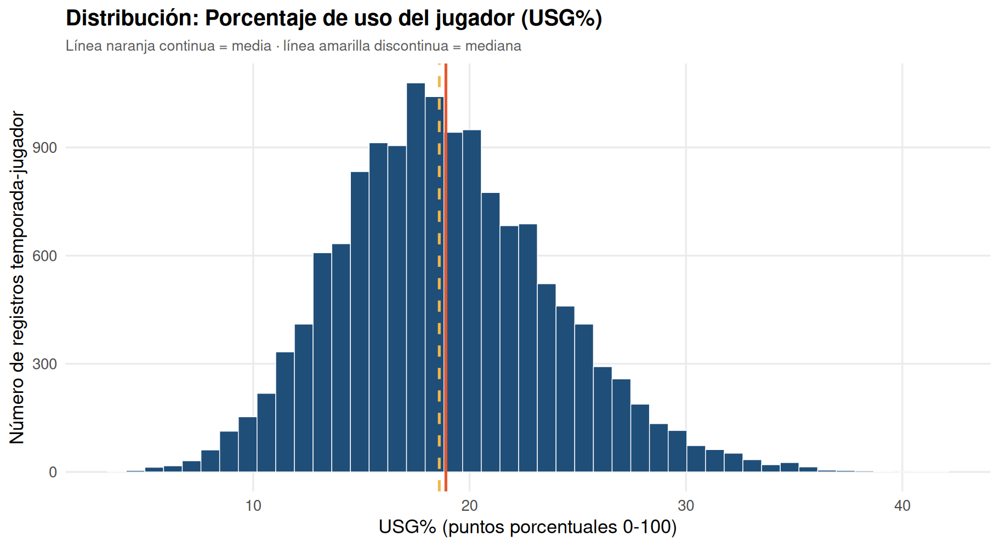 Distribución: Porcentaje de uso del jugador (USG%)
Línea naranja continua = media · línea amarilla discontinua = mediana
Número de registros temporada-jugador
900
600
300
0
10 20 30 40
USG% (puntos porcentuales 0-100)